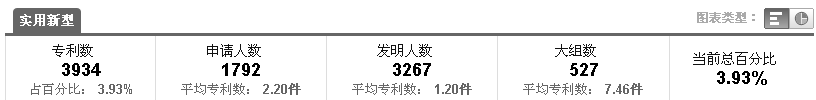 实用新型
图表类型：
专利数
3934
占百分比： 3.93%
申请人数
1792
平均专利数： 2.20件
发明人数
3267
平均专利数： 1.20件
大组数
527
平均专利数： 7.46件
当前总百分比
3.93%